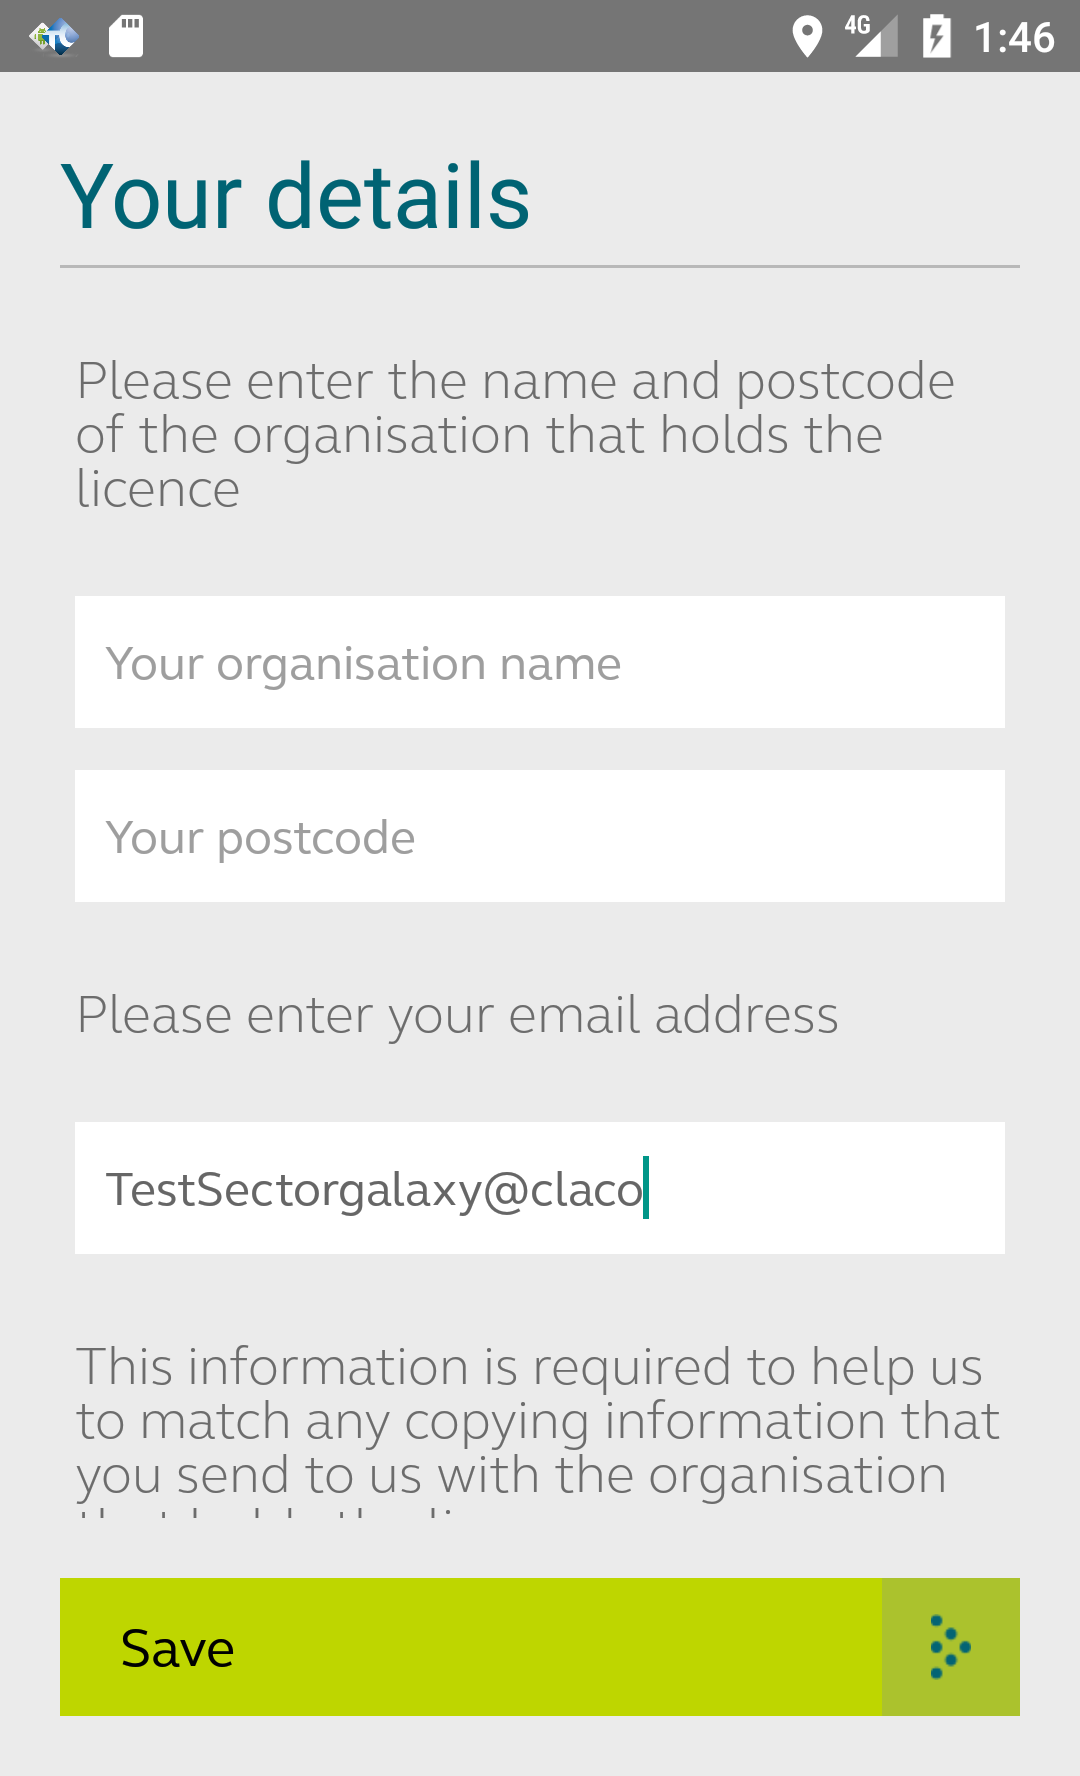 4G 1:46
Your details
Please enter the name and postcode
of the organisation that holds the
licence
Your organisation name
Your postcode
Please enter your email address
TestSectorgalaxy@claco
This information is required to help us
to match any copying information that
you send to us with the organisation
Save